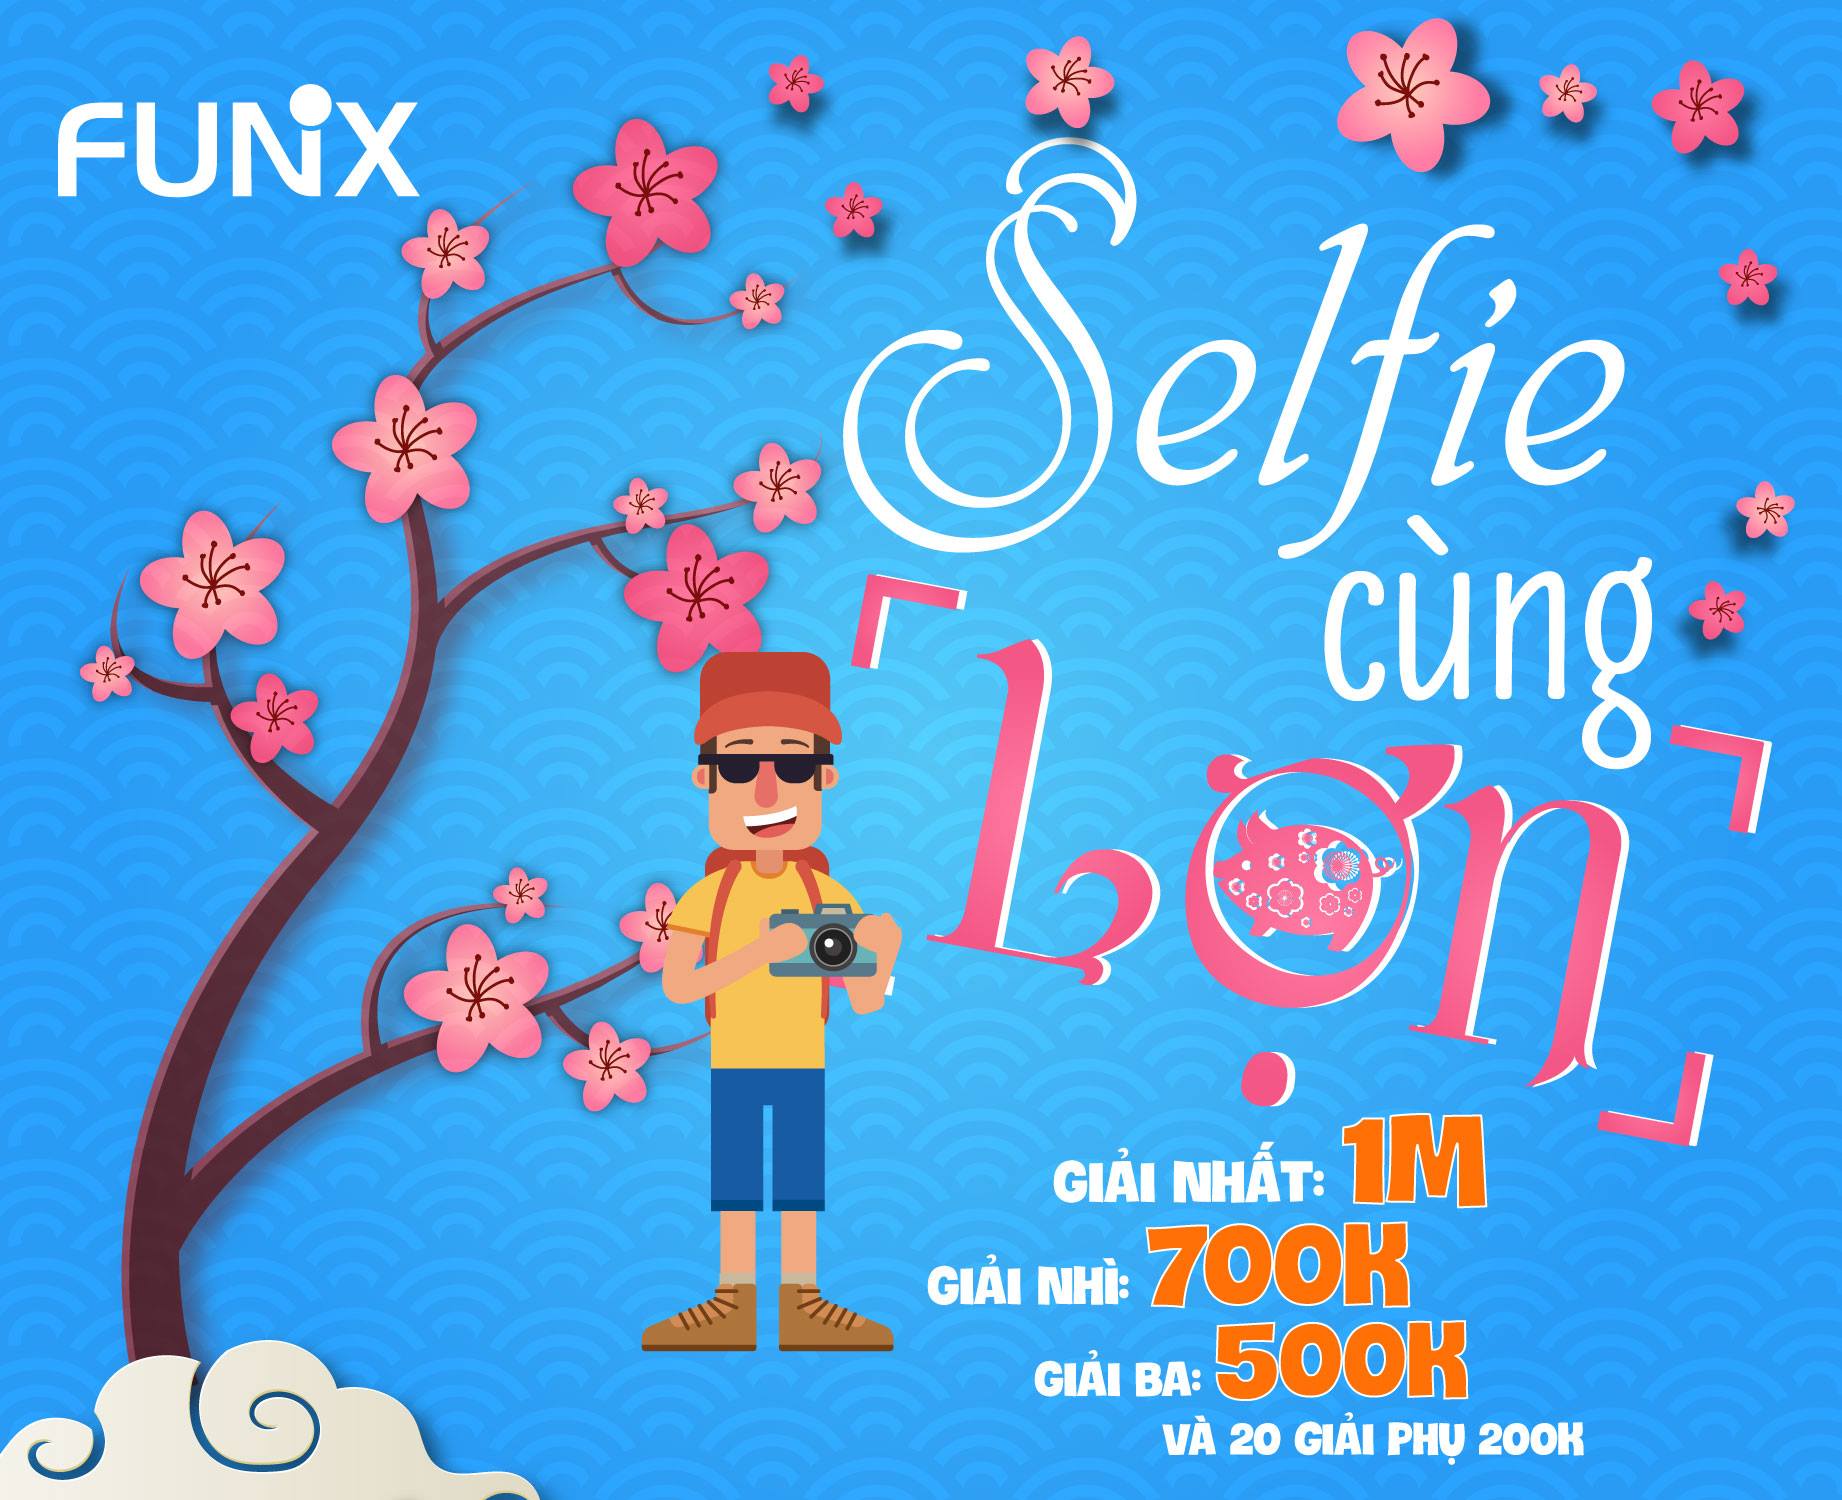 FUNiX
Selfie
cùng
Lợn
GIẢI NHẤT: 1M
GIẢI NHÌ: 700K
GIẢI BA: 500K
VÀ 20 GIẢI PHỤ 200K